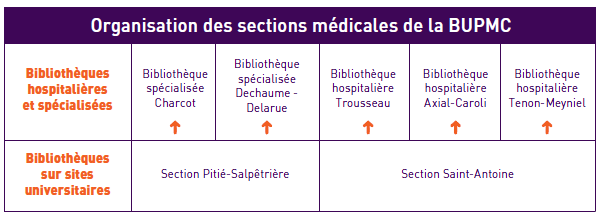 Organisation des sections médicales de la BUPMC
Bibliothèques
hospitalières
et spécialisées
Bibliothèque
spécialisée
Charcot
Bibliothèque
spécialisée
Dechaume -
Delarue
Bibliothèque
hospitalière
Trousseau
Bibliothèque
hospitalière
Axial-Caroli
Bibliothèque
hospitalière
Tenon-Meyniel
Bibliothèques
sur sites
universitaires
Section Pitié-Salpêtrière
Section Saint-Antoine